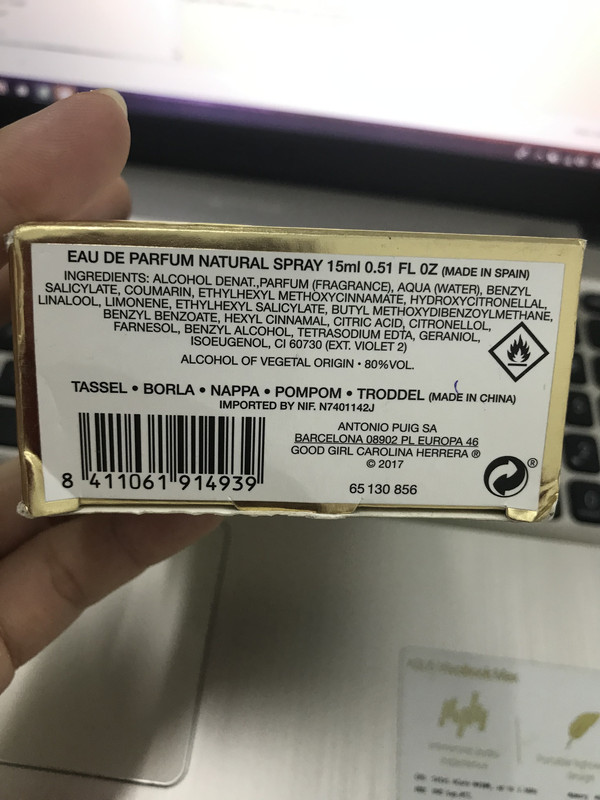 EAU DE PARFUM NATURAL SPRAY 15ml 0.51 FL OZ (MADE IN SPAIN)
INGREDIENTS: ALCOHOL DENAT.,PARFUM (FRAGRANCE), AQUA (WATER), BENZYL
SALICYLATE, COUMARIN, ETHYLHEXYL METHOXYCINNAMATE, HYDROXYCITRONELLAL,
LINALOOL, LIMONENE, ETHYLHEXYL SALICYLATE, BUTYL METHOXYDIBENZOYLMETHANE,
BENZYL BENZOATE, HEXYL CINNAMAL, CITRIC ACID, CITRONELLOL,
FARNESOL, BENZYL ALCOHOL, TETRASODIUM EDTA, GERANIOL,
ISOEUGENOL, CI 60730 (EXT. VIOLET 2)
ALCOHOL OF VEGETAL ORIGIN • 80%VOL.
TASSEL • BORLA • NAPPA • POMPOM • TRODDEL (MADE IN CHINA)
IMPORTED BY NIF. N7401142J
ANTONIO PUIG SA
BARCELONA 08902 PL EUROPA 46
GOOD GIRL CAROLINA HERRERA ®
© 2017
8 411061 914939
65130 856
®